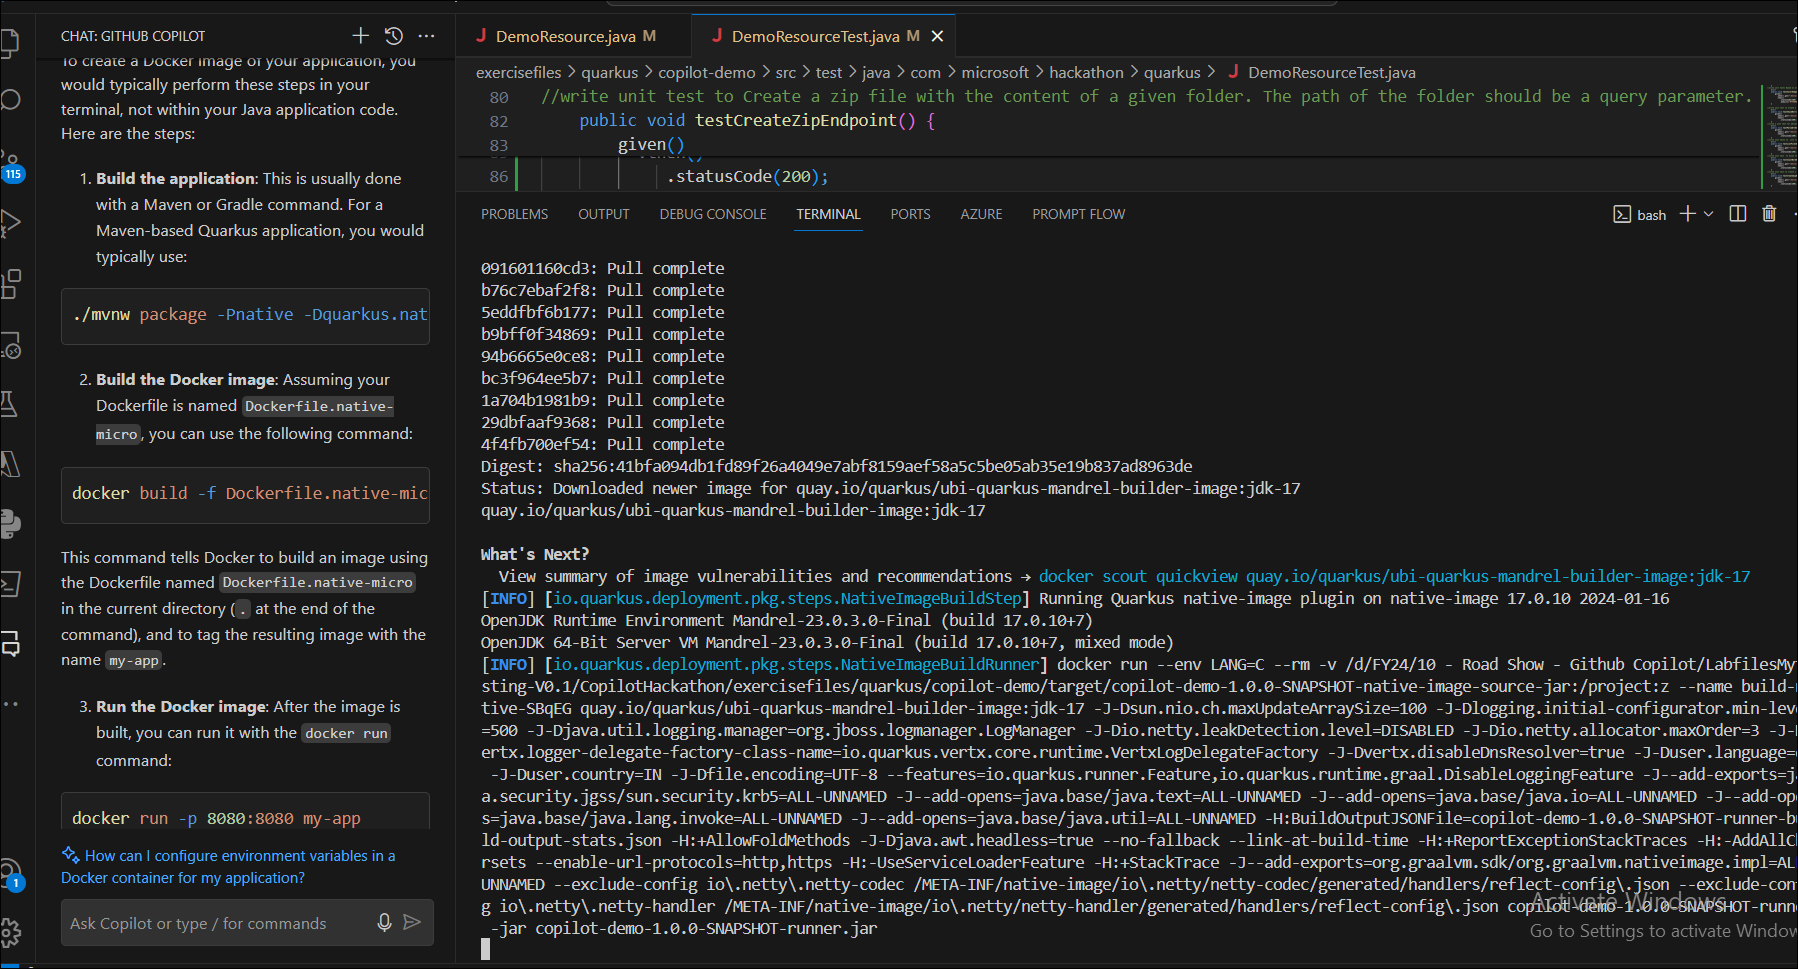 CHAT: GITHUB COPILOT
To create a Docker image of your application, you
would typically perform these steps in your
terminal, not within your Java application code.
Here are the steps:
1. Build the application: This is usually done
with a Maven or Gradle command. For a
Maven-based Quarkus application, you would
typically use:
./mvnw package -Pnative -Dquarkus.nat
2. Build the Docker image: Assuming your
Dockerfile is named Dockerfile.native-
micro, you can use the following command:
docker build -f Dockerfile.native-mic
This command tells Docker to build an image using
the Dockerfile named Dockerfile.native-micro
in the current directory (. at the end of the
command), and to tag the resulting image with the
name my-app.
3. Run the Docker image: After the image is
built, you can run it with the docker run
command:
docker run -p 8080:8080 my-app
How can I configure environment variables in a
Docker container for my application?
Ask Copilot or type / for commands
115
1
DemoResource.java M
DemoResourceTest.java M
exercisefiles > quarkus > copilot-demo > src > test > java > com > microsoft > hackathon > quarkus > DemoResourceTest.java
80 //write unit test to Create a zip file with the content of a given folder. The path of the folder should be a query parameter.
82 public void testCreateZipEndpoint() {
83 given()
86 .statusCode(200);
PROBLEMS OUTPUT DEBUG CONSOLE TERMINAL PORTS AZURE PROMPT FLOW
bash
091601160cd3: Pull complete
b76c7ebaf2f8: Pull complete
5eddfbf6b177: Pull complete
b9bff0f34869: Pull complete
94b6665e0ce8: Pull complete
bc3f964ee5b7: Pull complete
1a704b1981b9: Pull complete
29dbfaaf9368: Pull complete
4f4fb700ef54: Pull complete
Digest: sha256:41bfa094db1fd89f26a4049e7abf8159aef58a5c5be05ab35e19b837ad8963de
Status: Downloaded newer image for quay.io/quarkus/ubi-quarkus-mandrel-builder-image:jdk-17
quay.io/quarkus/ubi-quarkus-mandrel-builder-image:jdk-17
What's Next?
View summary of image vulnerabilities and recommendations → docker scout quickview quay.io/quarkus/ubi-quarkus-mandrel-builder-image:jdk-17
[INFO] [io.quarkus.deployment.pkg.steps.NativeImageBuildStep] Running Quarkus native-image plugin on native-image 17.0.10 2024-01-16
OpenJDK Runtime Environment Mandrel-23.0.3.0-Final (build 17.0.10+7)
OpenJDK 64-Bit Server VM Mandrel-23.0.3.0-Final (build 17.0.10+7, mixed mode)
[INFO] [io.quarkus.deployment.pkg.steps.NativeImageBuildRunner] docker run --env LANG=C --rm -v /d/FY24/10 - Road Show - Github Copilot/LabfilesMy
sting-V0.1/CopilotHackathon/exercisefiles/quarkus/copilot-demo/target/copilot-demo-1.0.0-SNAPSHOT-native-image-source-jar:/project:z --name build-
tive-SBqEG quay.io/quarkus/ubi-quarkus-mandrel-builder-image:jdk-17 -J-Dsun.nio.ch.maxUpdateArraySize=100 -J-Dlogging.initial-configurator.min-lev
=500 -J-Djava.util.logging.manager=org.jboss.logmanager.LogManager -J-Dio.netty.leakDetection.level=DISABLED -J-Dio.netty.allocator.maxOrder=3 -J-
ertx.logger-delegate-factory-class-name=io.quarkus.vertx.core.runtime.VertxLogDelegateFactory -J-Dvertx.disableDnsResolver=true -J-Duser.language=
-J-Duser.country=IN -J-Dfile.encoding=UTF-8 --features=io.quarkus.runner.Feature,io.quarkus.runtime.graal.DisableLoggingFeature -J--add-exports=j
a.security.jgss/sun.security.krb5=ALL-UNNAMED -J--add-opens=java.base/java.text=ALL-UNNAMED -J--add-opens=java.base/java.io=ALL-UNNAMED -J--add-op
s=java.base/java.lang.invoke=ALL-UNNAMED -J--add-opens=java.base/java.util=ALL-UNNAMED -H:BuildOutputJSONFile=copilot-demo-1.0.0-SNAPSHOT-runner-b
ld-output-stats.json -H:+AllowFoldMethods -J-Djava.awt.headless=true --no-fallback --link-at-build-time -H:+ReportExceptionStackTraces -H:-AddAllC
rsets --enable-url-protocols=http,https -H:-UseServiceLoaderFeature -H:+StackTrace -J--add-exports=org.graalvm.sdk/org.graalvm.nativeimage.impl=AL
UNNAMED --exclude-config io\.netty\.netty-codec /META-INF/native-image/io\.netty/netty-codec/generated/handlers/reflect-config\.json --exclude-con
g io\.netty\.netty-handler /META-INF/native-image/io\.netty/netty-handler/generated/handlers/reflect-config\.json copilot-demo-1.0.0-SNAPSHOT-runn
-jar copilot-demo-1.0.0-SNAPSHOT-runner.jar
Activate Windows
Go to Settings to activate Window